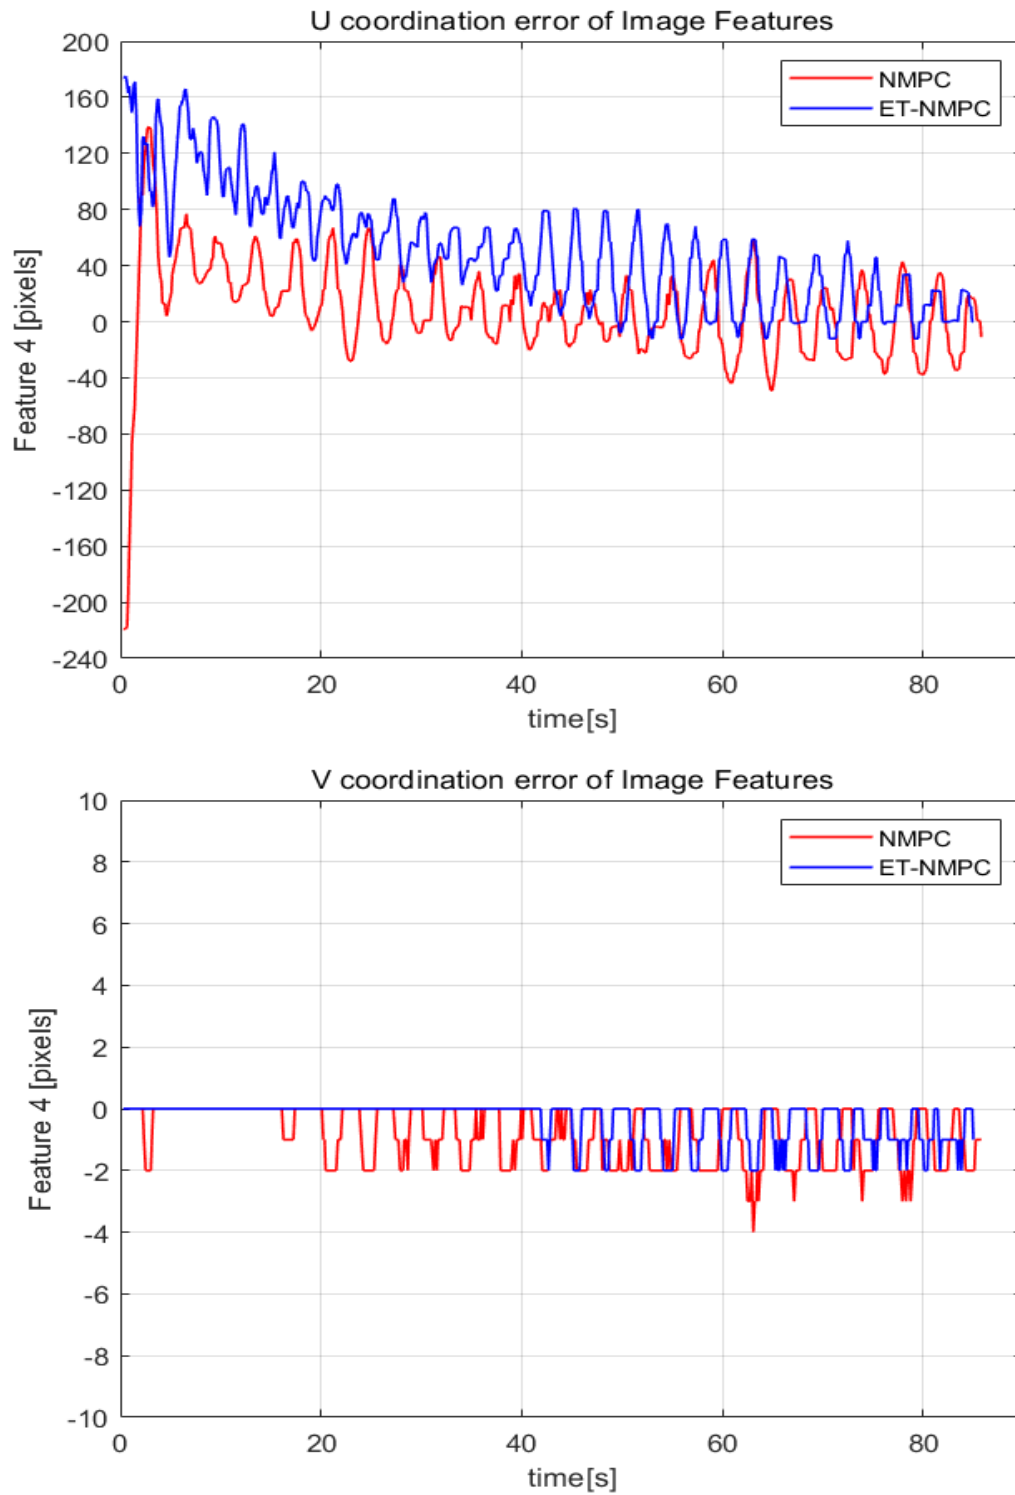 U coordination error of Image Features
200
160
120
80
40
0
-40
-80
-120
-160
-200
-240
Feature 4 [pixels]
NMPC
ET-NMPC
0 20 40 60 80
time[s]
V coordination error of Image Features
10
8
6
4
2
0
-2
-4
-6
-8
-10
Feature 4 [pixels]
NMPC
ET-NMPC
0 20 40 60 80
time[s]